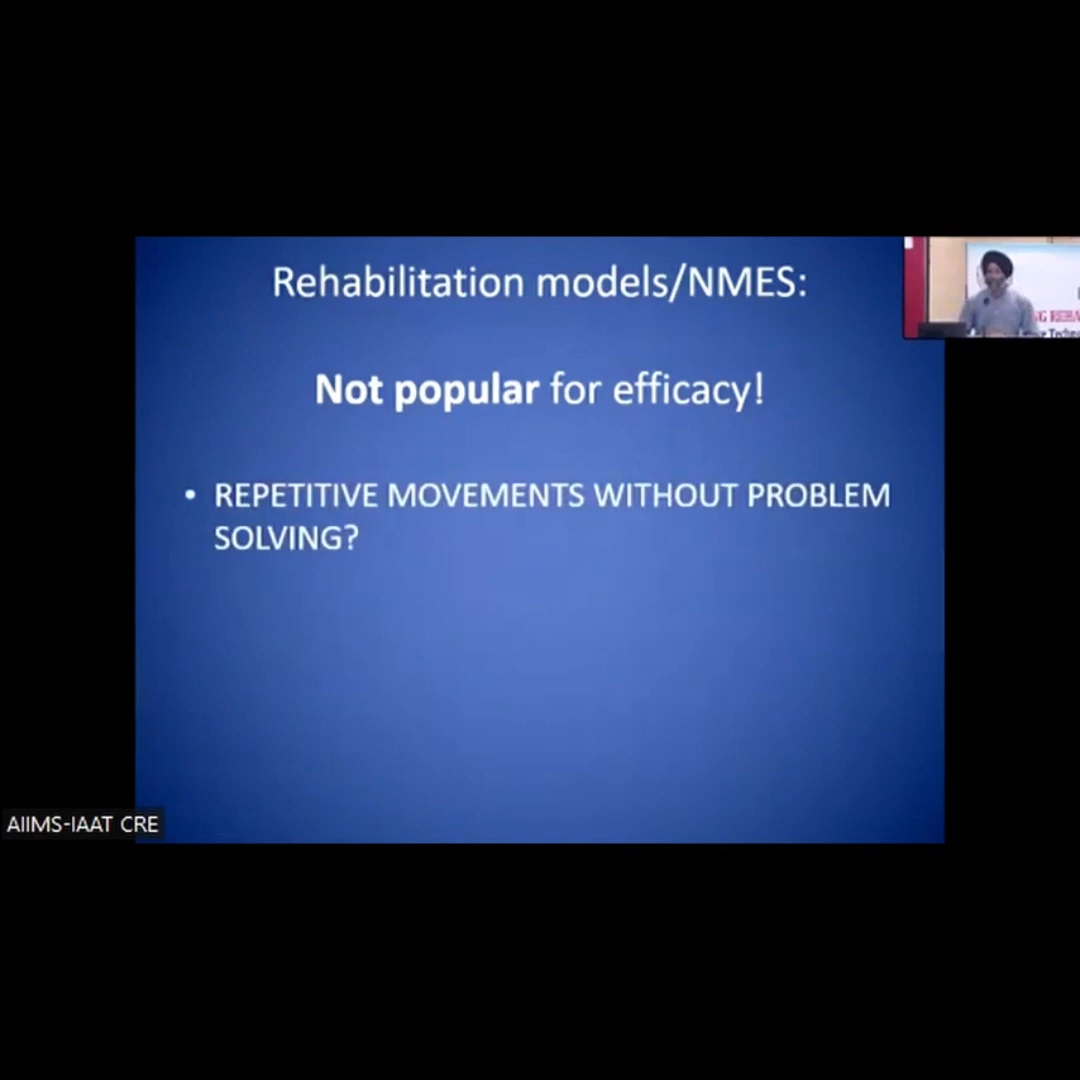 Rehabilitation models/NMES:
Not popular for efficacy!
• REPETITIVE MOVEMENTS WITHOUT PROBLEM
SOLVING?
AIIMS-IAAT CRE